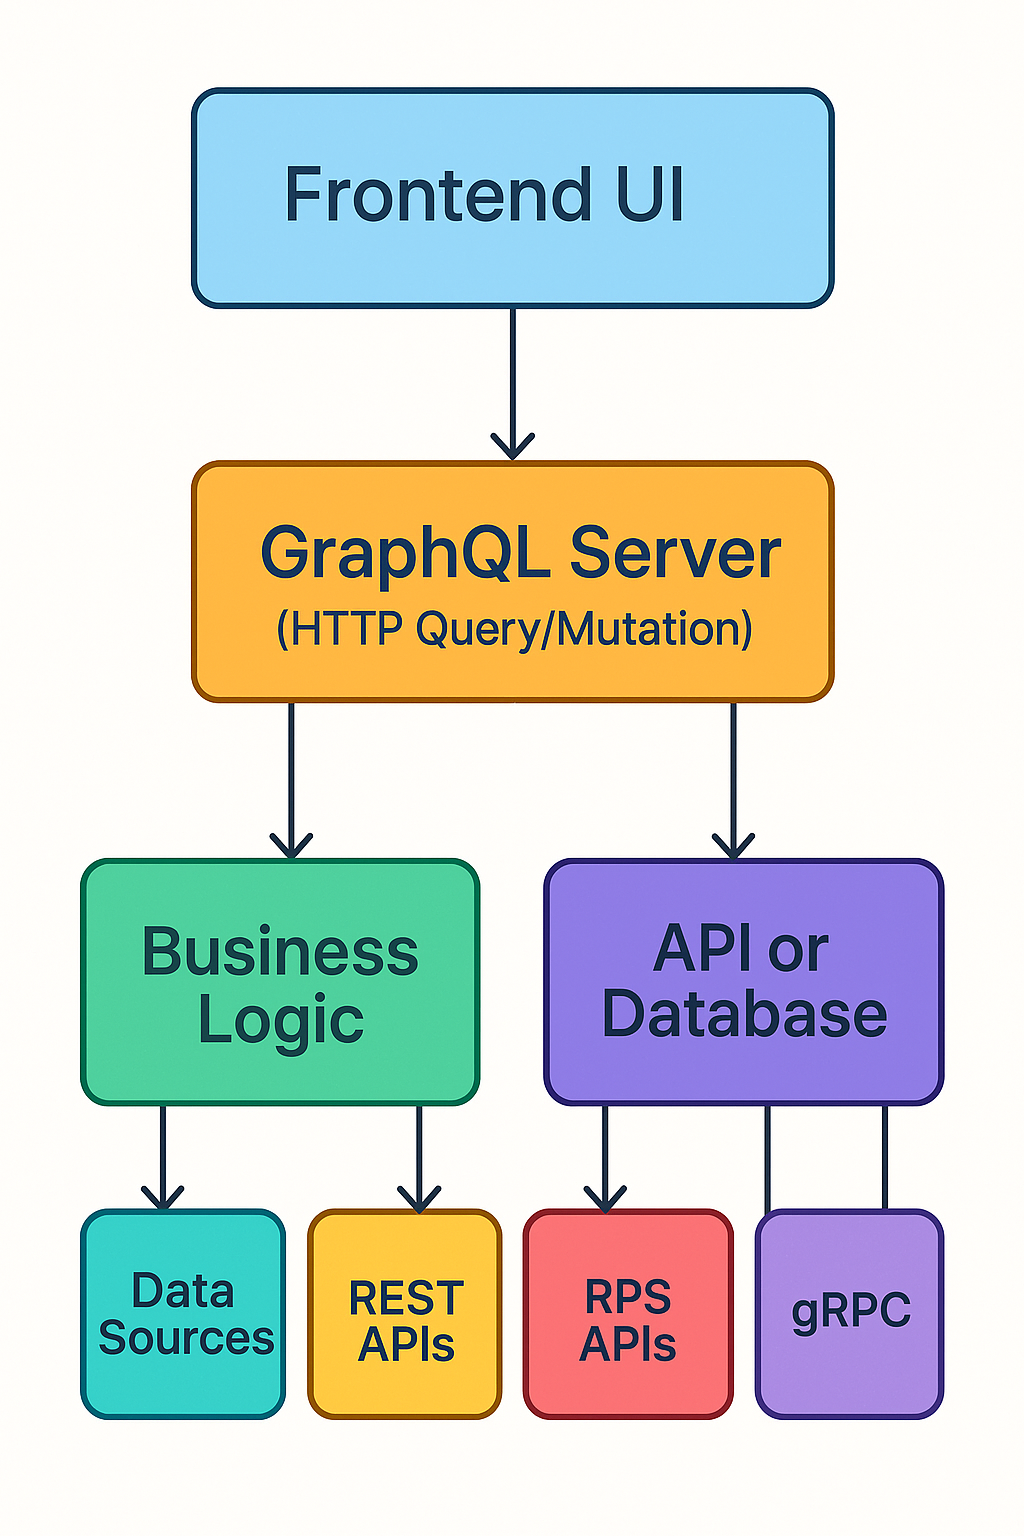 Frontend UI
GraphQL Server
(HTTP Query/Mutation)
Business
Logic
API or
Database
Data
Sources
REST
APIs
RPS
APIs
gRPC